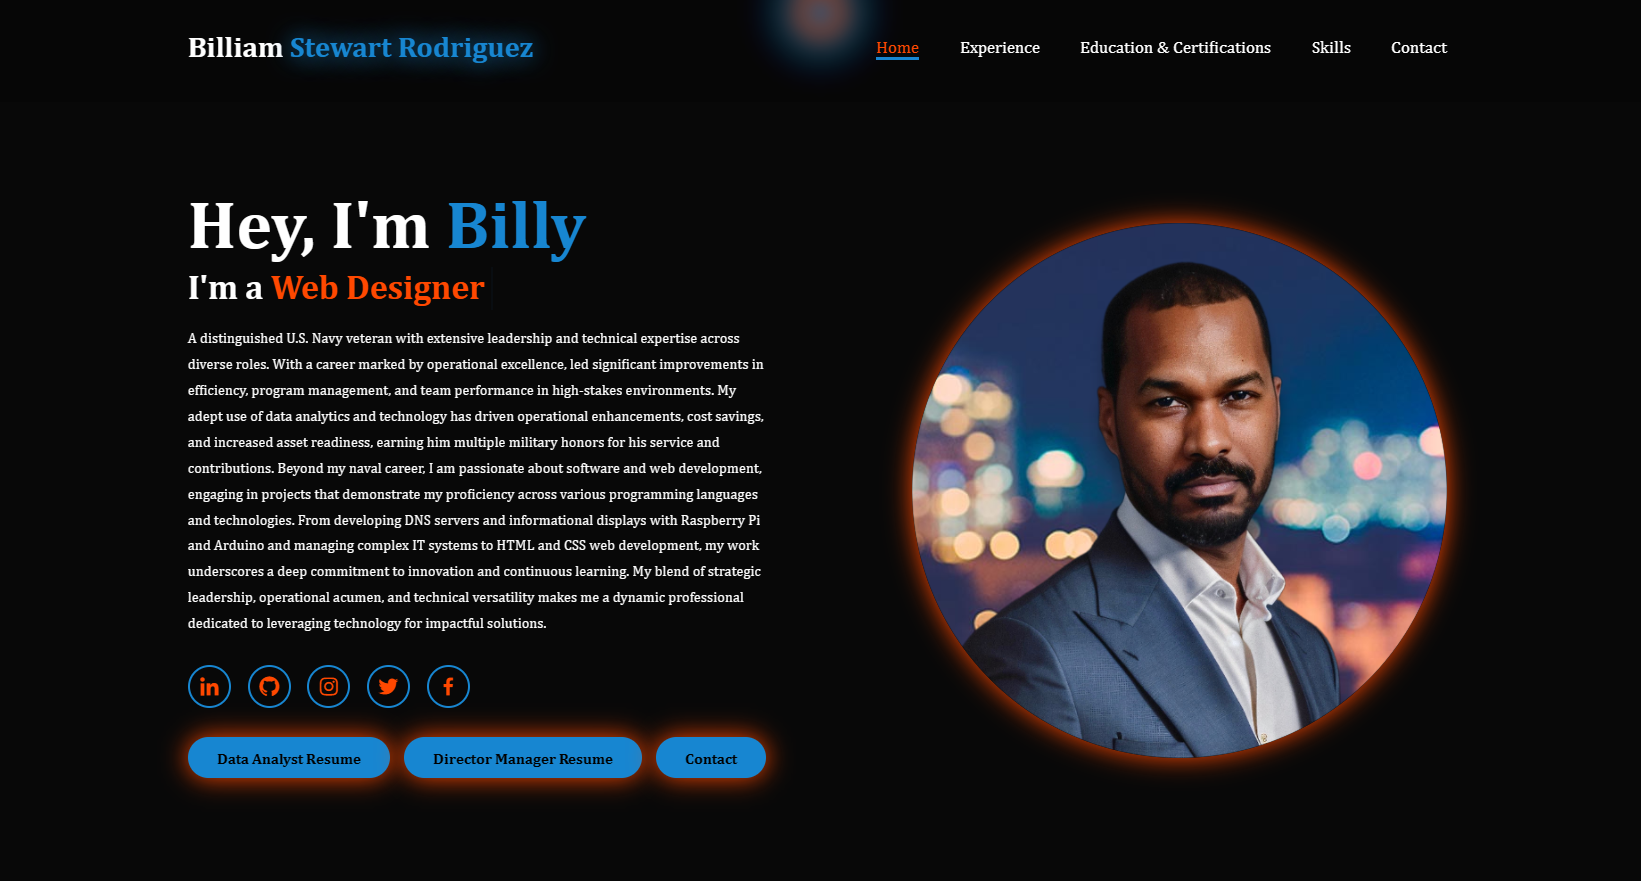 Billiam Stewart Rodriguez
Home Experience Education & Certifications Skills Contact
Hey, I'm Billy
I'm a Web Designer
A distinguished U.S. Navy veteran with extensive leadership and technical expertise across
diverse roles. With a career marked by operational excellence, led significant improvements in
efficiency, program management, and team performance in high-stakes environments. My
adept use of data analytics and technology has driven operational enhancements, cost savings,
and increased asset readiness, earning him multiple military honors for his service and
contributions. Beyond my naval career, I am passionate about software and web development,
engaging in projects that demonstrate my proficiency across various programming languages
and technologies. From developing DNS servers and informational displays with Raspberry Pi
and Arduino and managing complex IT systems to HTML and CSS web development, my work
underscores a deep commitment to innovation and continuous learning. My blend of strategic
leadership, operational acumen, and technical versatility makes me a dynamic professional
dedicated to leveraging technology for impactful solutions.
Data Analyst Resume Director Manager Resume Contact